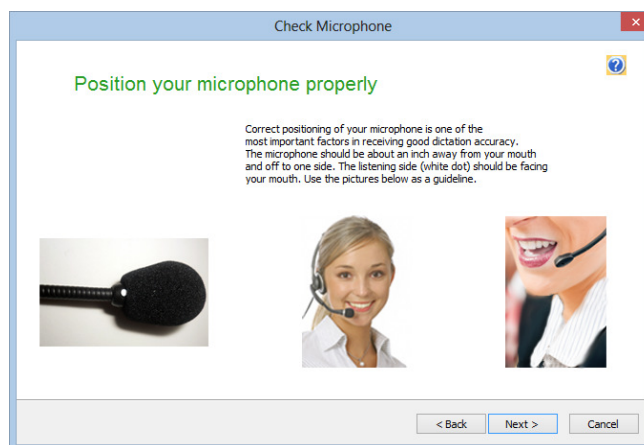 Check Microphone
Position your microphone properly
Correct positioning of your microphone is one of the
most important factors in receiving good dictation accuracy.
The microphone should be about an inch away from your mouth
and off to one side. The listening side (white dot) should be facing
your mouth. Use the pictures below as a guideline.
< Back Next > Cancel